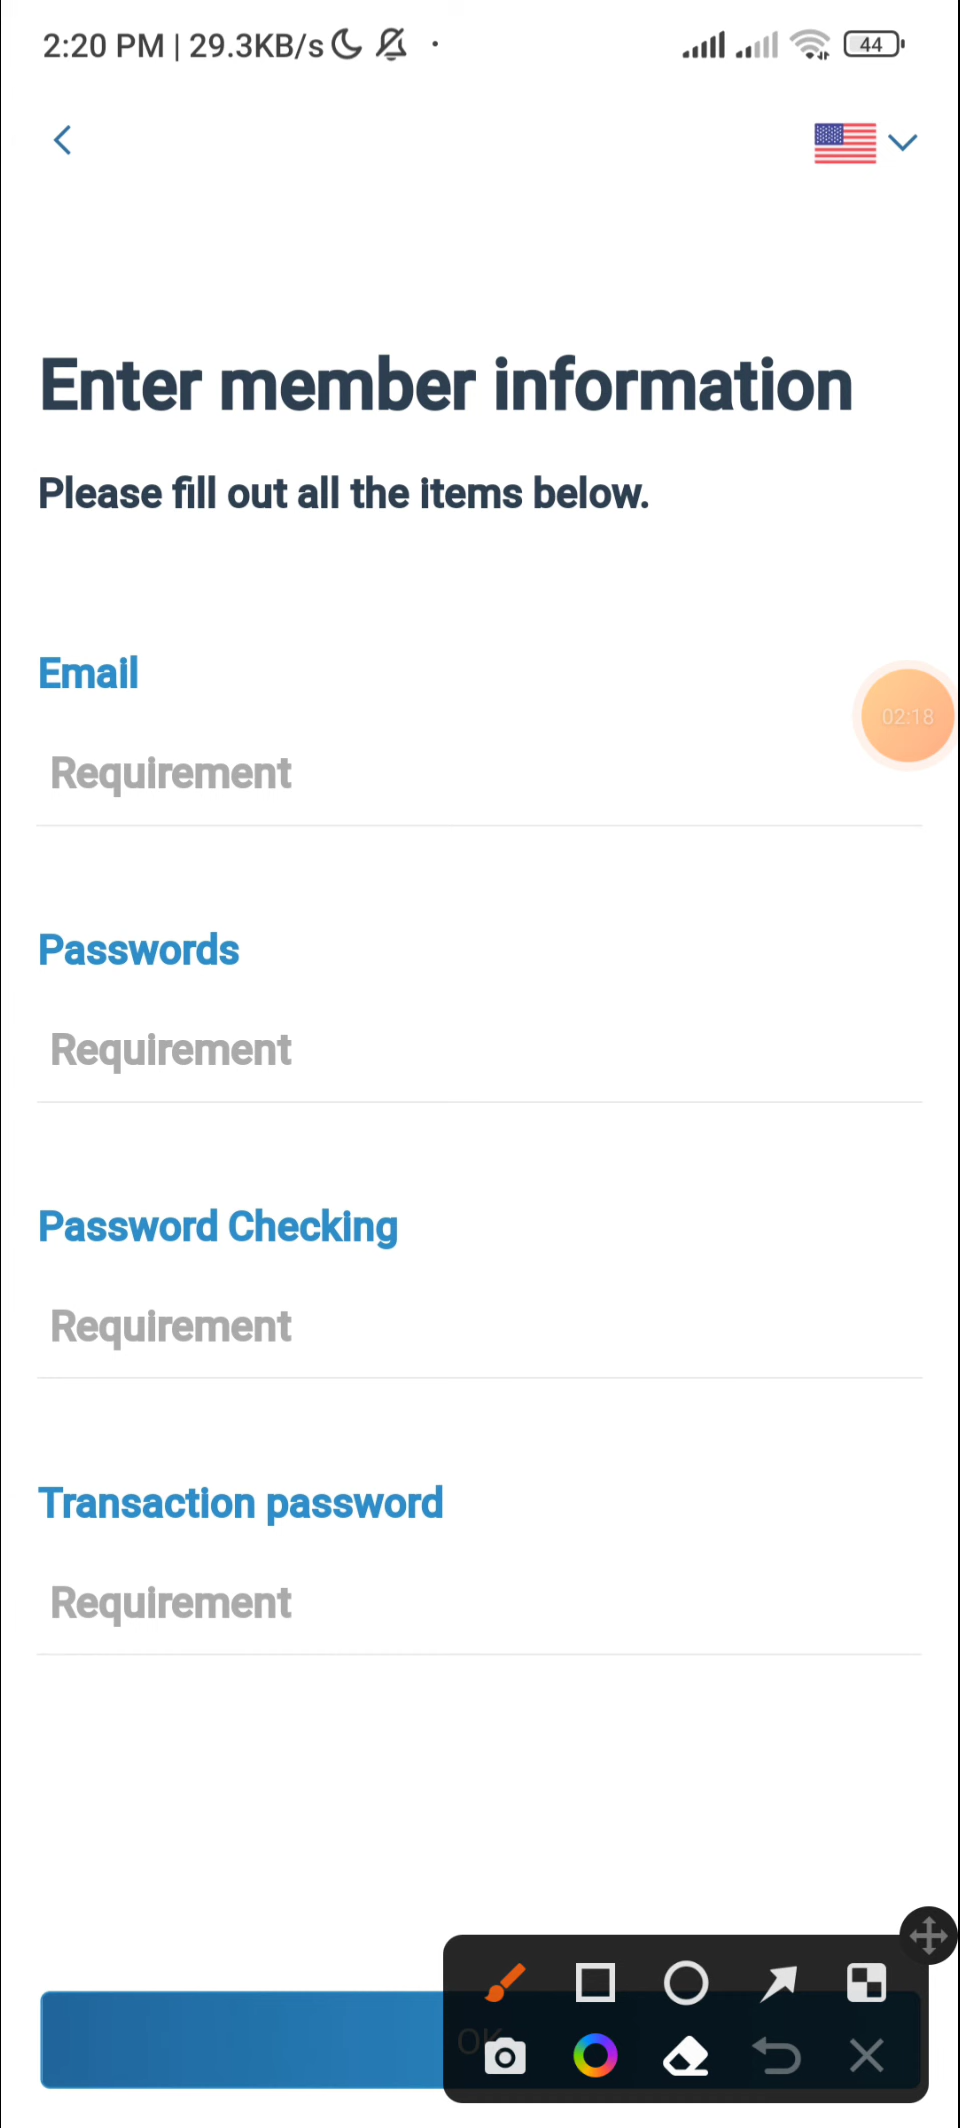 2:20 PM | 29.3KB/s
44
Enter member information
Please fill out all the items below.
Email
02:18
Requirement
Passwords
Requirement
Password Checking
Requirement
Transaction password
Requirement
OK